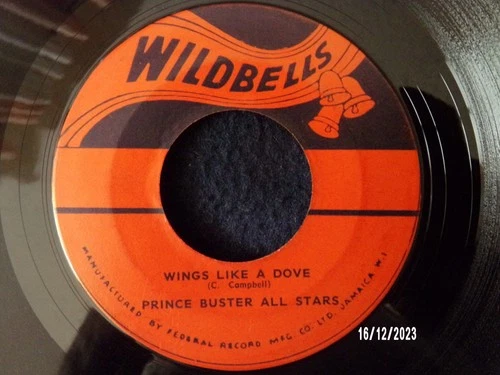 WILDBELLS
WINGS LIKE A DOVE
(C. Campbell)
PRINCE BUSTER ALL STARS
MANUFACTURED BY FEDERAL RECORD MFG CO. LTD. JAMAICA W.I
16/12/2023